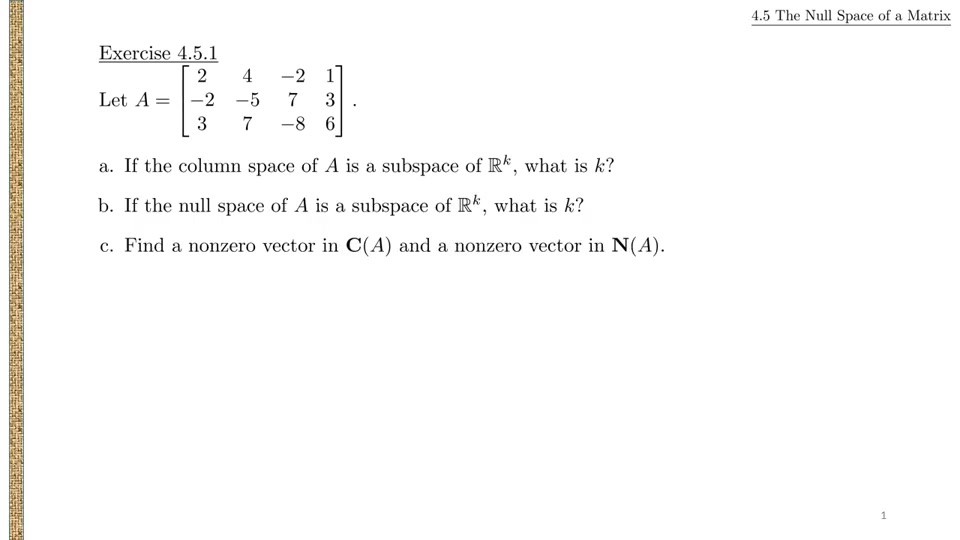 4.5 The Null Space of a Matrix
Exercise 4.5.1
Let A = [ 2 4 −2 1
−2 −5 7 3
3 7 −8 6 ] .
a. If the column space of A is a subspace of ℝᵏ, what is k?
b. If the null space of A is a subspace of ℝᵏ, what is k?
c. Find a nonzero vector in C(A) and a nonzero vector in N(A).
1